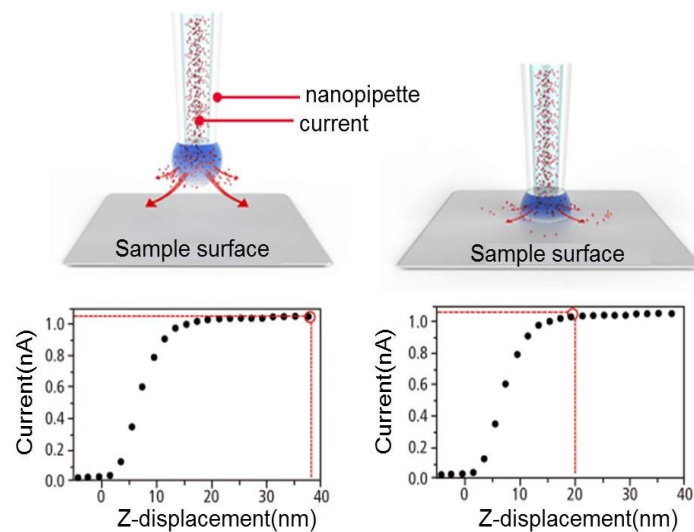 nanopipette
current
Sample surface
Sample surface
Current(nA)
1.0
0.8
0.6
0.4
0.2
0.0
0
10
20
30
40
Z-displacement(nm)
Current(nA)
1.0
0.8
0.6
0.4
0.2
0.0
0
10
20
30
40
Z-displacement(nm)